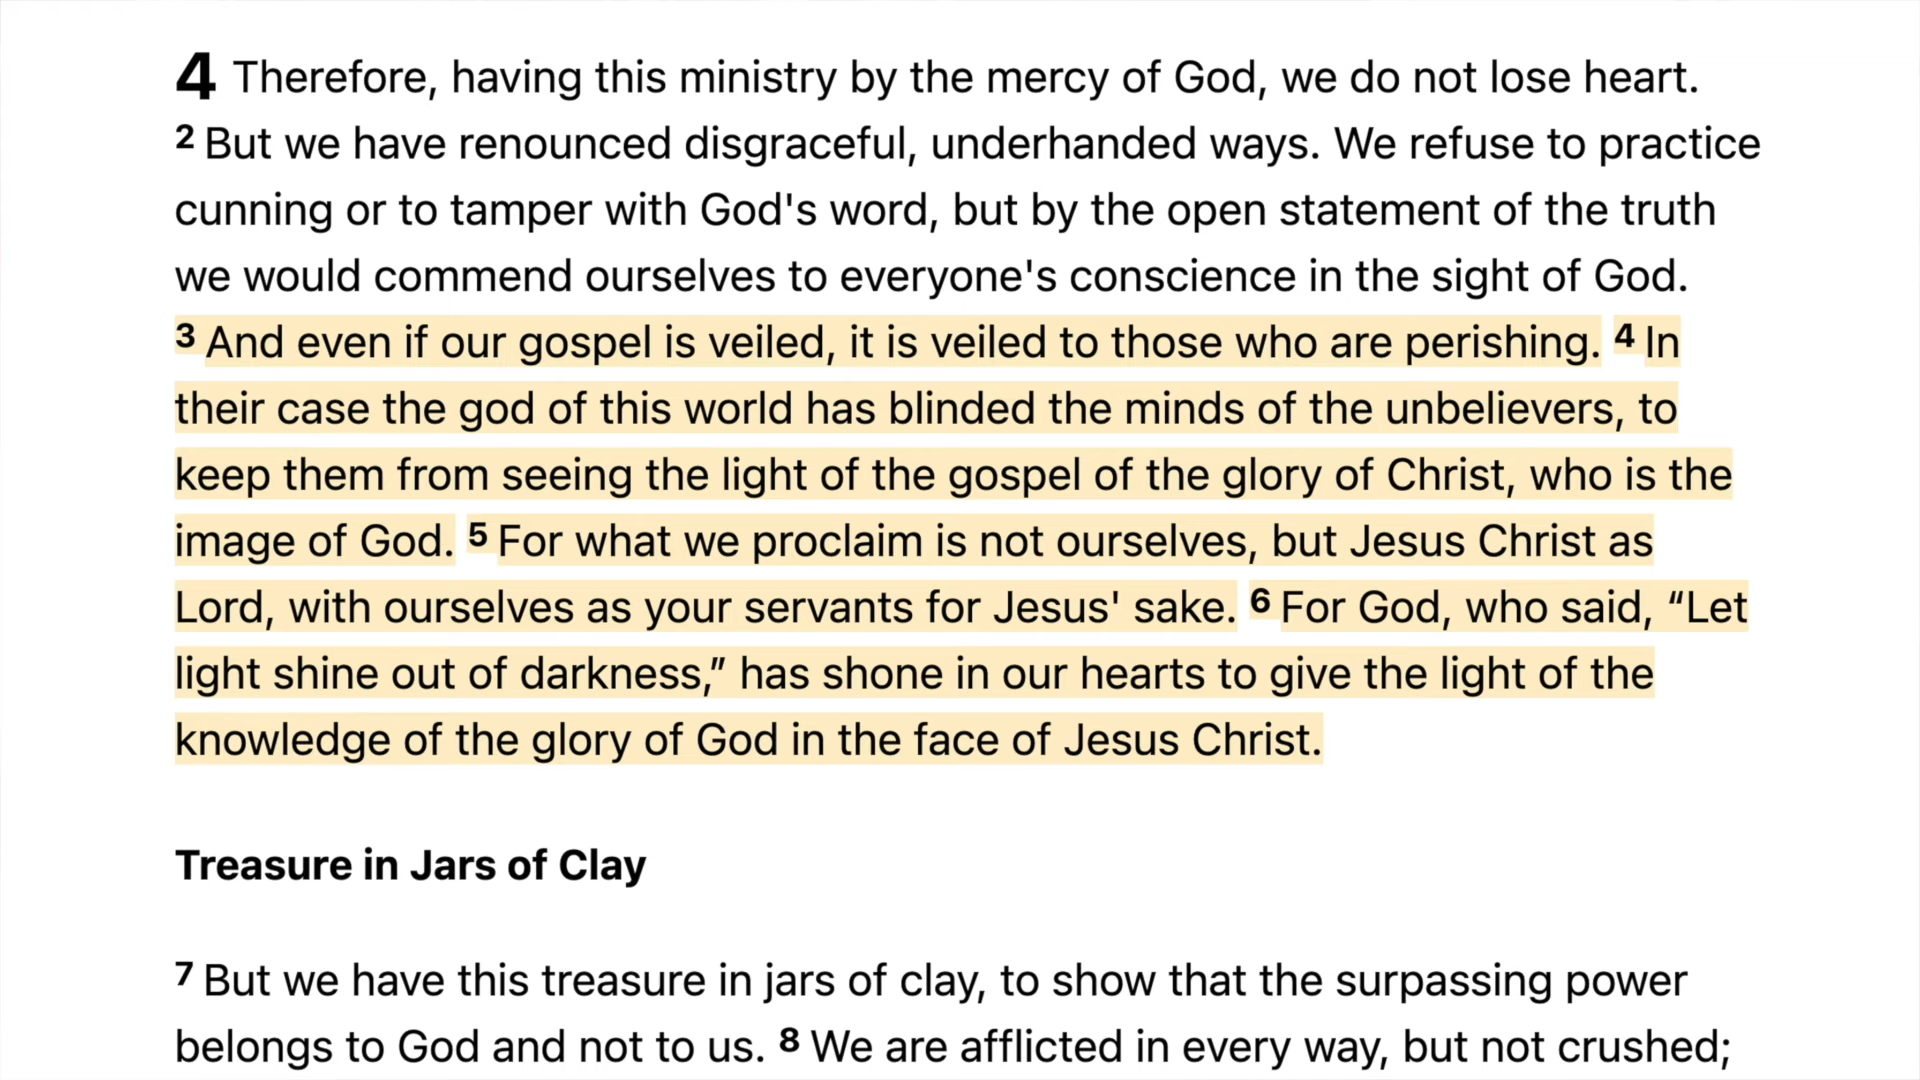 4 Therefore, having this ministry by the mercy of God, we do not lose heart.
2 But we have renounced disgraceful, underhanded ways. We refuse to practice
cunning or to tamper with God's word, but by the open statement of the truth
we would commend ourselves to everyone's conscience in the sight of God.
3 And even if our gospel is veiled, it is veiled to those who are perishing. 4 In
their case the god of this world has blinded the minds of the unbelievers, to
keep them from seeing the light of the gospel of the glory of Christ, who is the
image of God. 5 For what we proclaim is not ourselves, but Jesus Christ as
Lord, with ourselves as your servants for Jesus' sake. 6 For God, who said, “Let
light shine out of darkness,” has shone in our hearts to give the light of the
knowledge of the glory of God in the face of Jesus Christ.
Treasure in Jars of Clay
7 But we have this treasure in jars of clay, to show that the surpassing power
belongs to God and not to us. 8 We are afflicted in every way, but not crushed;